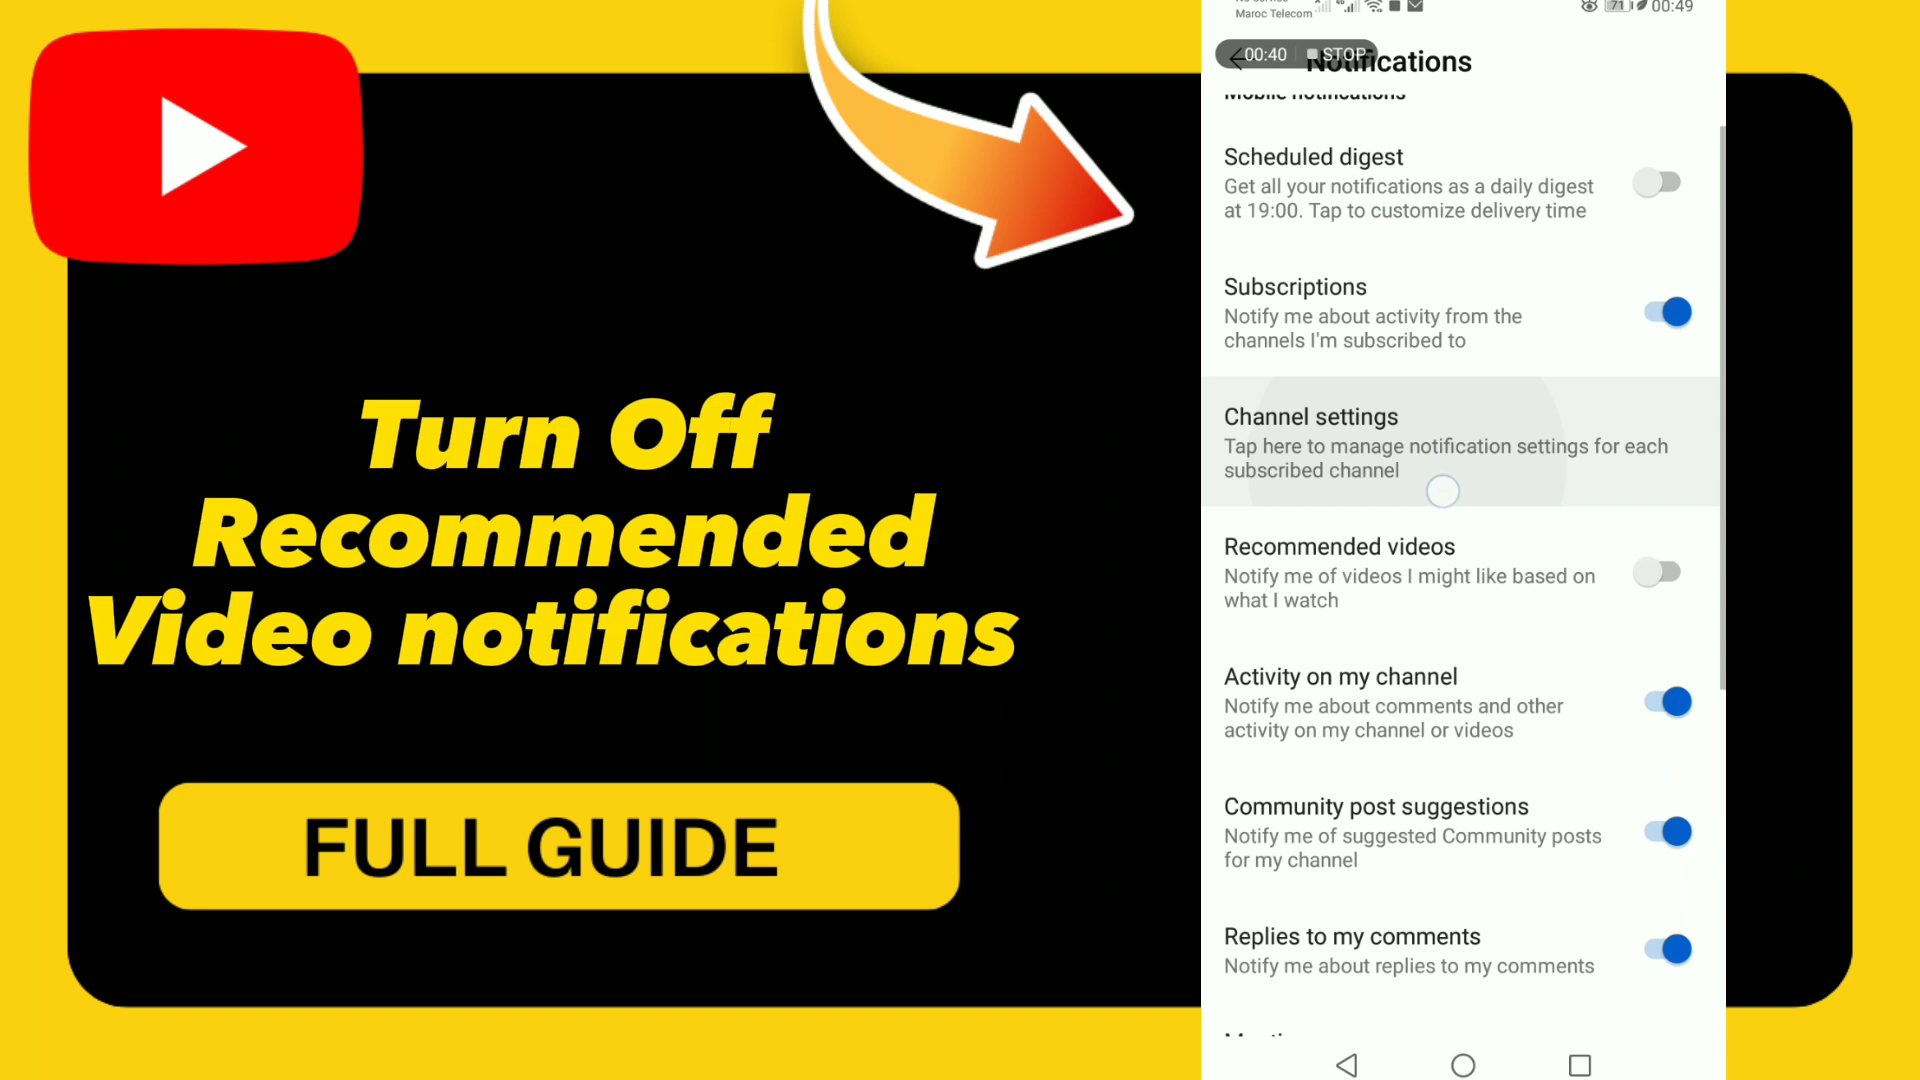 Turn Off
Recommended
Video notifications
FULL GUIDE
Maroc Telecom
71
00:49
00:40 STOP
Notifications
Mobile notifications
Scheduled digest
Get all your notifications as a daily digest
at 19:00. Tap to customize delivery time
Subscriptions
Notify me about activity from the
channels I'm subscribed to
Channel settings
Tap here to manage notification settings for each
subscribed channel
Recommended videos
Notify me of videos I might like based on
what I watch
Activity on my channel
Notify me about comments and other
activity on my channel or videos
Community post suggestions
Notify me of suggested Community posts
for my channel
Replies to my comments
Notify me about replies to my comments